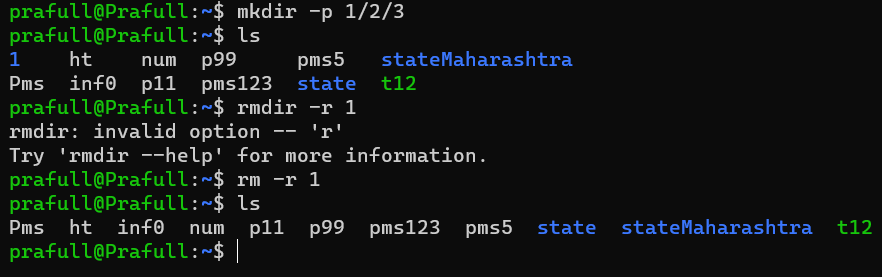 prafull@Prafull:~$ mkdir -p 1/2/3
prafull@Prafull:~$ ls
1    ht    num  p99     pms5   stateMaharashtra
Pms  inf0  p11  pms123  state  t12
prafull@Prafull:~$ rmdir -r 1
rmdir: invalid option -- 'r'
Try 'rmdir --help' for more information.
prafull@Prafull:~$ rm -r 1
prafull@Prafull:~$ ls
Pms  ht  inf0  num  p11  p99  pms123  pms5  state  stateMaharashtra  t12
prafull@Prafull:~$